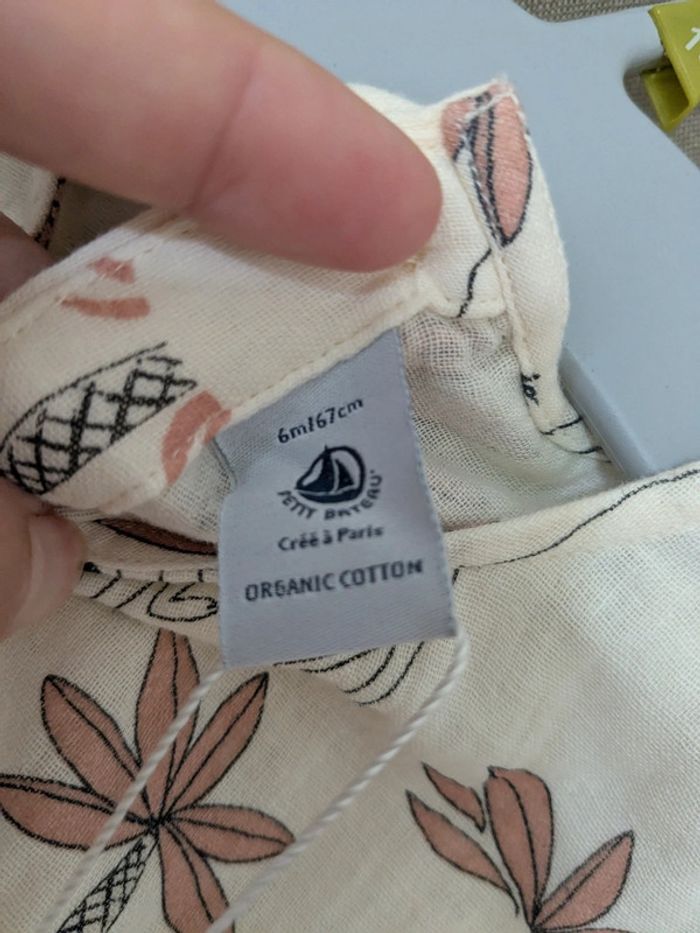 6m/67cm
PETIT BATEAU
Créé à Paris
ORGANIC COTTON